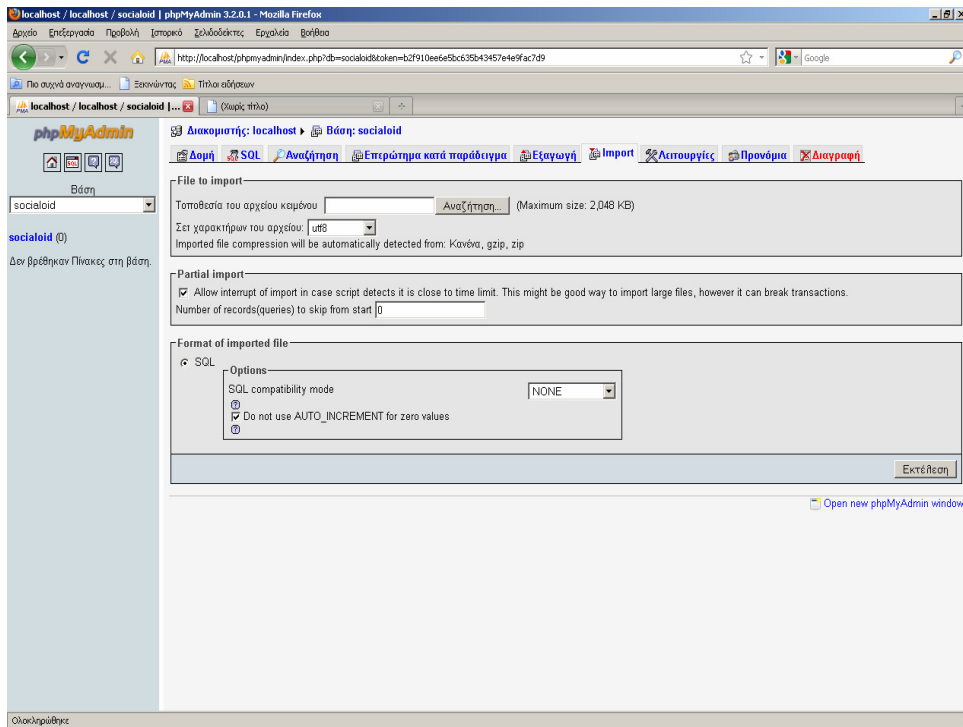 localhost / localhost / socialoid | phpMyAdmin 3.2.0.1 - Mozilla Firefox
Αρχείο Επεξεργασία Προβολή Ιστορικό Σελιδοδείκτες Εργαλεία Βοήθεια
http://localhost/phpmyadmin/index.php?db=socialoid&token=b2f910ee6e5bc635b43457e4e9fac7d9 Google
Πιο συχνά αναγνωσμ... Ξεκινώντας Τίτλοι ειδήσεων
localhost / localhost / socialoid |... (Χωρίς τίτλο)
phpMyAdmin
Βάση
socialoid
socialoid (0)
Δεν βρέθηκαν Πίνακες στη βάση.
Διακομιστής: localhost Βάση: socialoid
Δομή SQL Αναζήτηση Επερώτημα κατά παράδειγμα Εξαγωγή Import Λειτουργίες Προνόμια Διαγραφή
File to import
Τοποθεσία του αρχείου κειμένου Αναζήτηση... (Maximum size: 2,048 KB)
Σετ χαρακτήρων του αρχείου: utf8
Imported file compression will be automatically detected from: Κανένα, gzip, zip
Partial import
Allow interrupt of import in case script detects it is close to time limit. This might be good way to import large files, however it can break transactions.
Number of records(queries) to skip from start 0
Format of imported file
SQL
Options
SQL compatibility mode NONE
Do not use AUTO_INCREMENT for zero values
Εκτέλεση
Open new phpMyAdmin window
Ολοκληρώθηκε